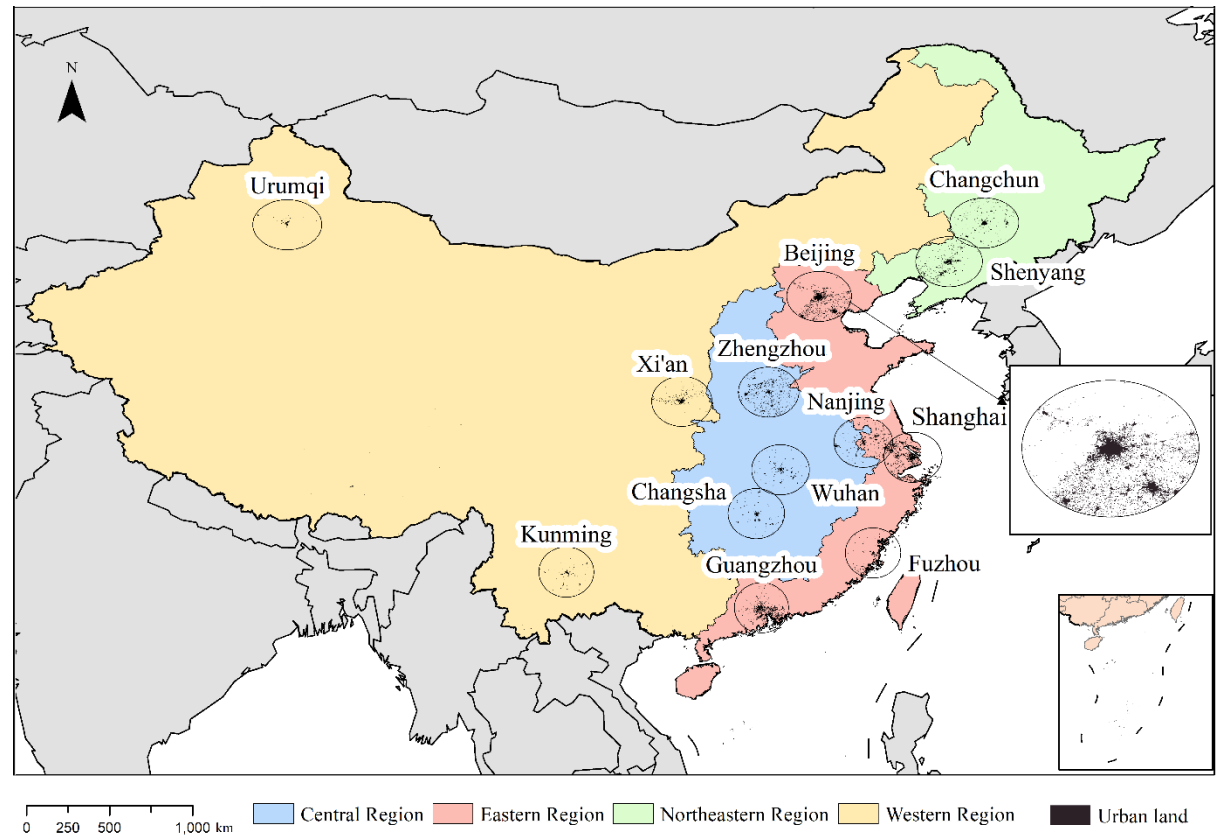 N
Urumqi
Changchun
Beijing
Shenyang
Zhengzhou
Xi'an
Nanjing
Shanghai
Changsha
Wuhan
Kunming
Guangzhou
Fuzhou
0 250 500 1,000 km
Central Region Eastern Region Northeastern Region Western Region Urban land